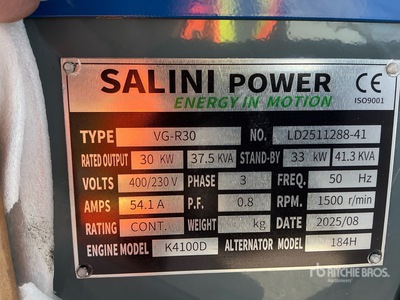 SALINI POWER CE
ENERGY IN MOTION ISO9001
TYPE VG-R30 NO. LD2511288-41
RATED OUTPUT 30 KW 37.5 KVA STAND-BY 33 kW 41.3 KVA
VOLTS 400/230 V PHASE 3 FREQ. 50 Hz
AMPS 54.1 A P.F. 0.8 RPM. 1500 r/min
RATING CONT. WEIGHT kg DATE 2025/08
ENGINE MODEL K4100D ALTERNATOR MODEL 184H
rb RITCHIE BROS.
Auctioneers